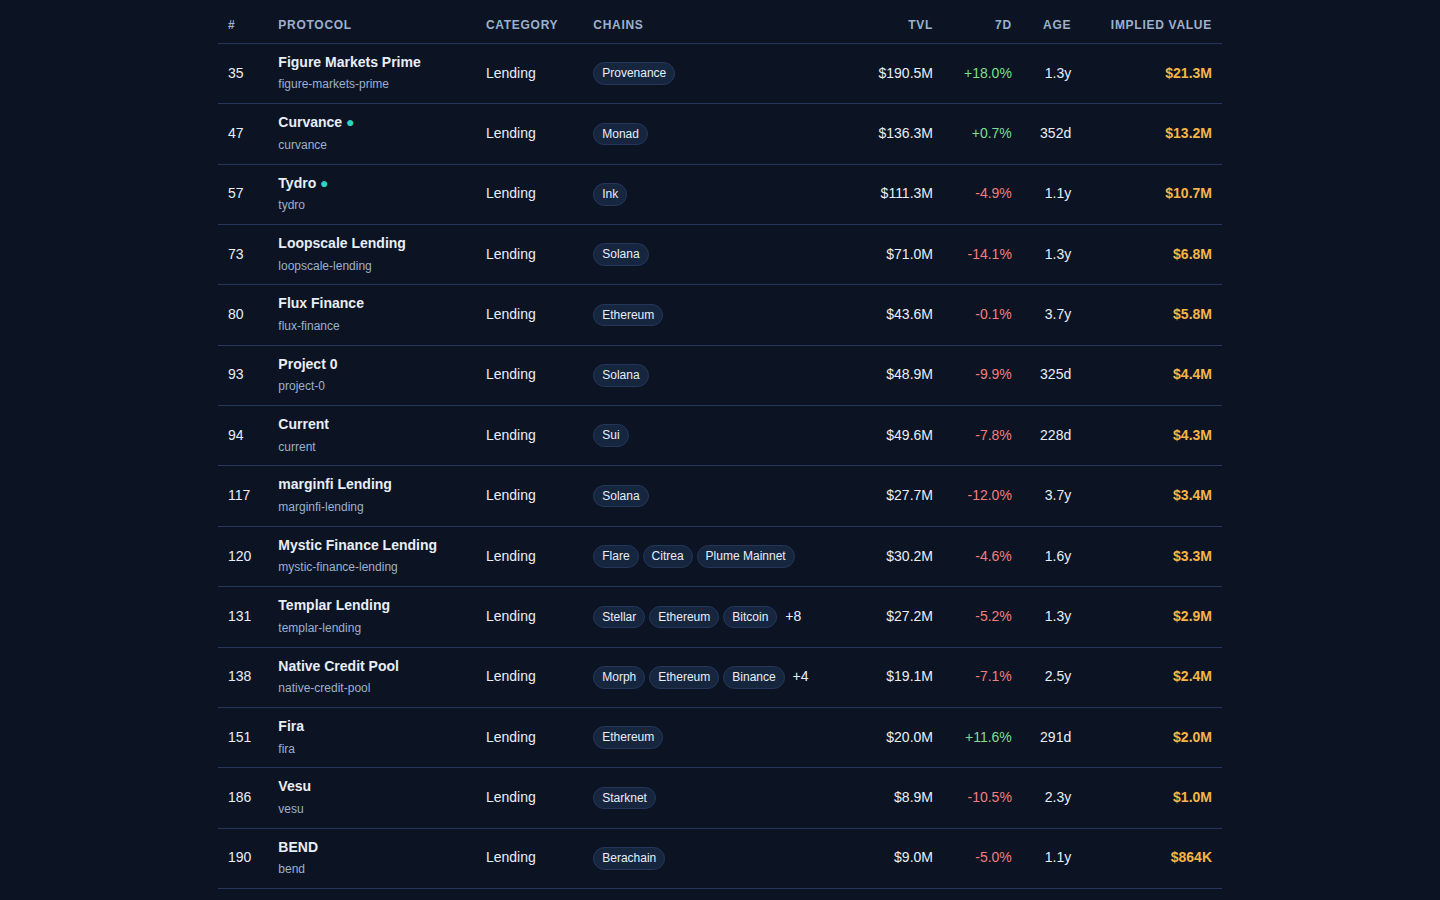 # PROTOCOL CATEGORY CHAINS TVL 7D AGE IMPLIED VALUE
35 Figure Markets Prime Lending Provenance $190.5M +18.0% 1.3y $21.3M
figure-markets-prime
47 Curvance Lending Monad $136.3M +0.7% 352d $13.2M
curvance
57 Tydro Lending Ink $111.3M -4.9% 1.1y $10.7M
tydro
73 Loopscale Lending Lending Solana $71.0M -14.1% 1.3y $6.8M
loopscale-lending
80 Flux Finance Lending Ethereum $43.6M -0.1% 3.7y $5.8M
flux-finance
93 Project 0 Lending Solana $48.9M -9.9% 325d $4.4M
project-0
94 Current Lending Sui $49.6M -7.8% 228d $4.3M
current
117 marginfi Lending Lending Solana $27.7M -12.0% 3.7y $3.4M
marginfi-lending
120 Mystic Finance Lending Lending Flare Citrea Plume Mainnet $30.2M -4.6% 1.6y $3.3M
mystic-finance-lending
131 Templar Lending Lending Stellar Ethereum Bitcoin +8 $27.2M -5.2% 1.3y $2.9M
templar-lending
138 Native Credit Pool Lending Morph Ethereum Binance +4 $19.1M -7.1% 2.5y $2.4M
native-credit-pool
151 Fira Lending Ethereum $20.0M +11.6% 291d $2.0M
fira
186 Vesu Lending Starknet $8.9M -10.5% 2.3y $1.0M
vesu
190 BEND Lending Berachain $9.0M -5.0% 1.1y $864K
bend